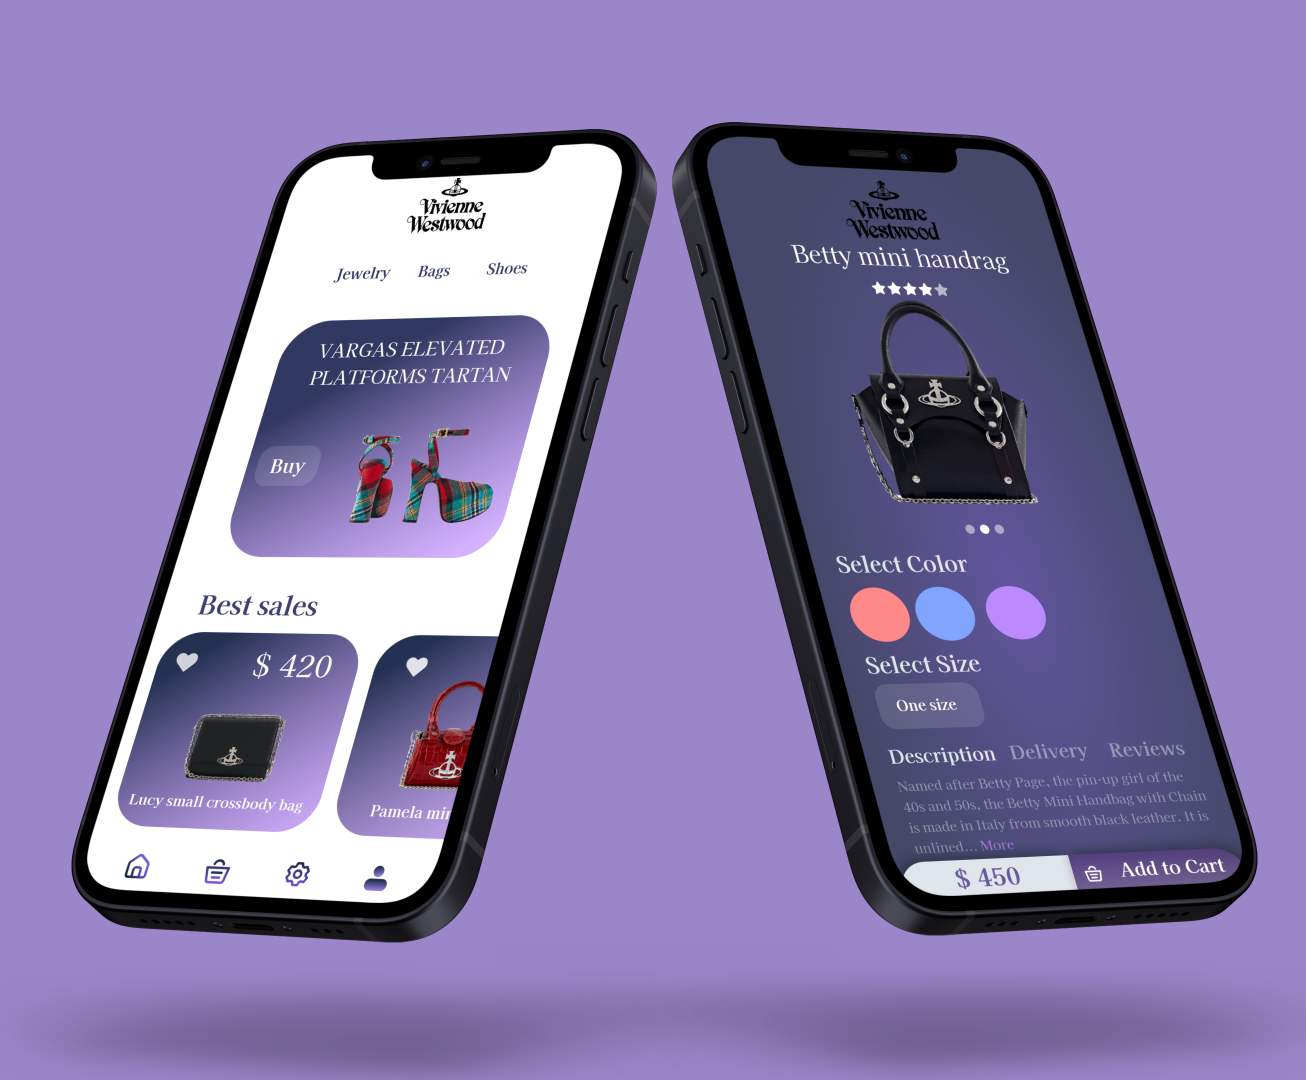 Vivienne
Westwood
Jewelry Bags Shoes
VARGAS ELEVATED
PLATFORMS TARTAN
Buy
Best sales
$ 420
Lucy small crossbody bag
Pamela mi
Vivienne
Westwood
Betty mini handrag
Select Color
Select Size
One size
Description Delivery Reviews
Named after Betty Page, the pin-up girl of the
40s and 50s, the Betty Mini Handbag with Chain
is made in Italy from smooth black leather. It is
unlined... More
$ 450
Add to Cart